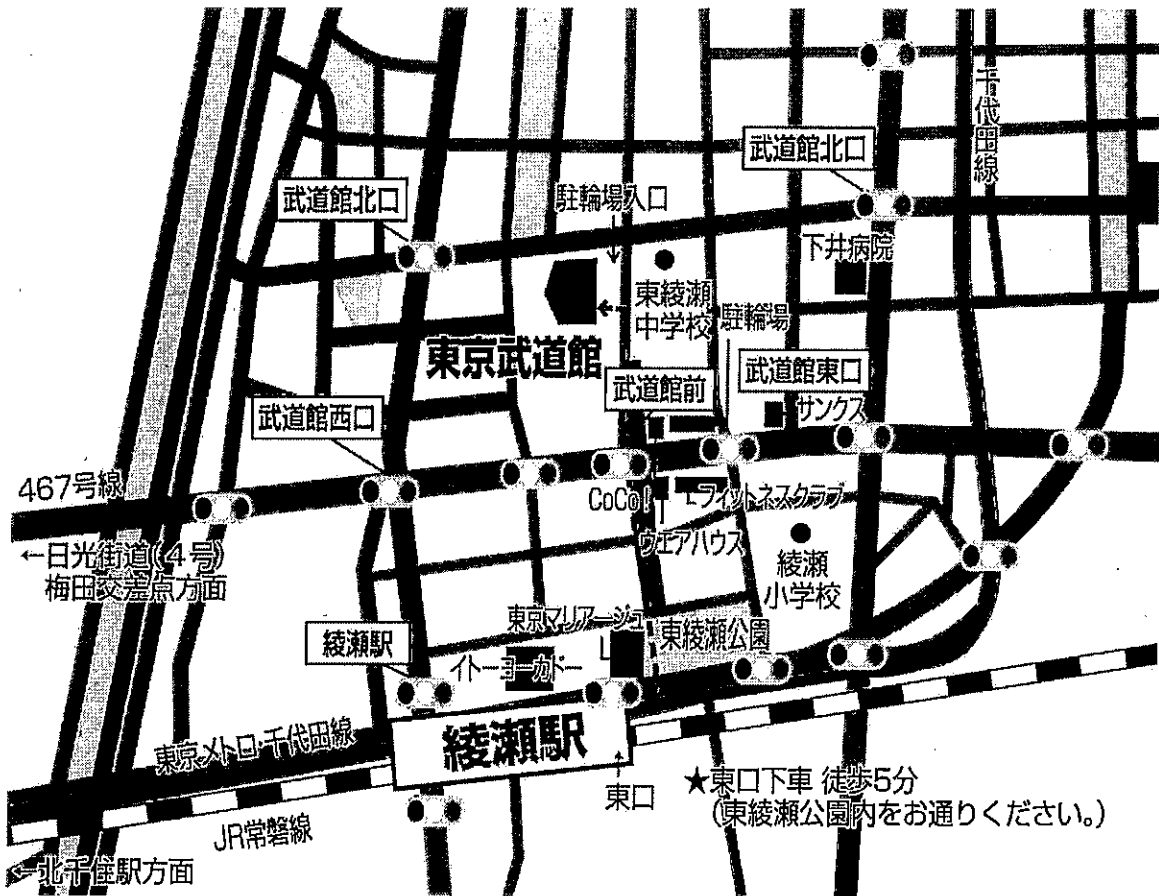 千代田線
武道館北口
武道館北口
駐輪場入口
下井病院
東綾瀬
中学校
駐輪場
東京武道館
武道館前
武道館東口
サンクス
武道館西口
467号線
CoCo!
フィットネスクラブ
ウエアハウス
←日光街道(4号)
梅田交差点方面
綾瀬
小学校
東京マリアージュ
東綾瀬公園
綾瀬駅
イトーヨーカドー
綾瀬駅
東京メトロ千代田線
東口
★東口下車 徒歩5分
(東綾瀬公園内をお通りください。)
JR常磐線
←北千住駅方面